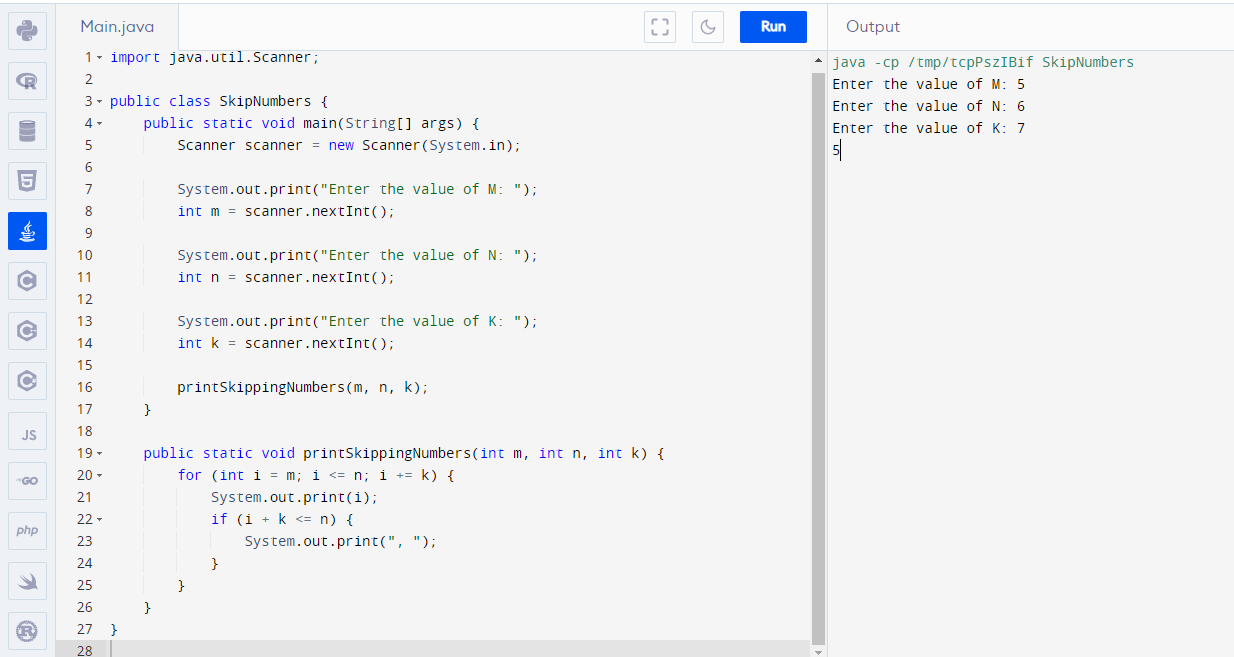 Main.java
Run
Output
1 import java.util.Scanner;
2
3 public class SkipNumbers {
4 public static void main(String[] args) {
5 Scanner scanner = new Scanner(System.in);
6
7 System.out.print("Enter the value of M: ");
8 int m = scanner.nextInt();
9
10 System.out.print("Enter the value of N: ");
11 int n = scanner.nextInt();
12
13 System.out.print("Enter the value of K: ");
14 int k = scanner.nextInt();
15
16 printSkippingNumbers(m, n, k);
17 }
18
19 public static void printSkippingNumbers(int m, int n, int k) {
20 for (int i = m; i <= n; i += k) {
21 System.out.print(i);
22 if (i + k <= n) {
23 System.out.print(", ");
24 }
25 }
26 }
27 }
28
java -cp /tmp/tcpPszIBif SkipNumbers
Enter the value of M: 5
Enter the value of N: 6
Enter the value of K: 7
5
R
5
C
C
C
JS
GO
php
R